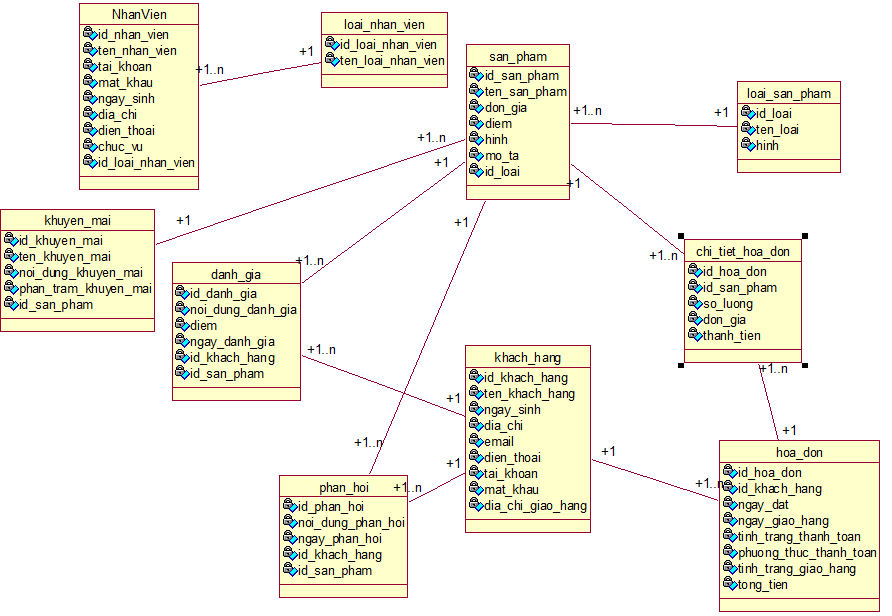 NhanVien
id_nhan_vien
ten_nhan_vien
tai_khoan
mat_khau
ngay_sinh
dia_chi
dien_thoai
chuc_vu
id_loai_nhan_vien
+1..n
+1
loai_nhan_vien
id_loai_nhan_vien
ten_loai_nhan_vien
san_pham
id_san_pham
ten_san_pham
don_gia
diem
hinh
mo_ta
id_loai
+1..n
+1
loai_san_pham
id_loai
ten_loai
hinh
+1..n
+1
khuyen_mai
id_khuyen_mai
ten_khuyen_mai
noi_dung_khuyen_mai
phan_tram_khuyen_mai
id_san_pham
+1
+1..n
danh_gia
id_danh_gia
noi_dung_danh_gia
diem
ngay_danh_gia
id_khach_hang
id_san_pham
+1
+1..n
chi_tiet_hoa_don
id_hoa_don
id_san_pham
so_luong
don_gia
thanh_tien
+1..n
+1
+1
+1..n
khach_hang
id_khach_hang
ten_khach_hang
ngay_sinh
dia_chi
email
dien_thoai
tai_khoan
mat_khau
dia_chi_giao_hang
+1..n
+1
+1
+1..n
phan_hoi
id_phan_hoi
noi_dung_phan_hoi
ngay_phan_hoi
id_khach_hang
id_san_pham
+1
+1..n
hoa_don
id_hoa_don
id_khach_hang
ngay_dat
ngay_giao_hang
tinh_trang_thanh_toan
phuong_thuc_thanh_toan
tinh_trang_giao_hang
tong_tien